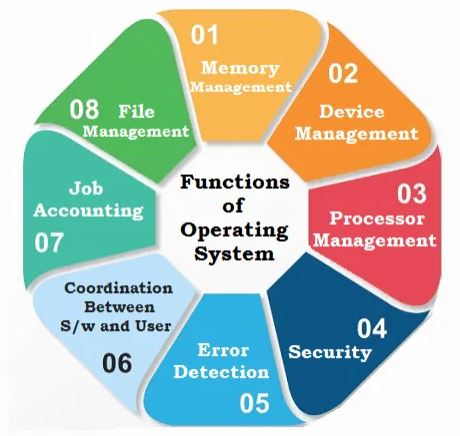 Functions
of
Operating
System
01
Memory
Management
02
Device
Management
03
Processor
Management
04
Security
Error
Detection
05
Coordination
Between
S/w and User
06
Job
Accounting
07
08 File
Management